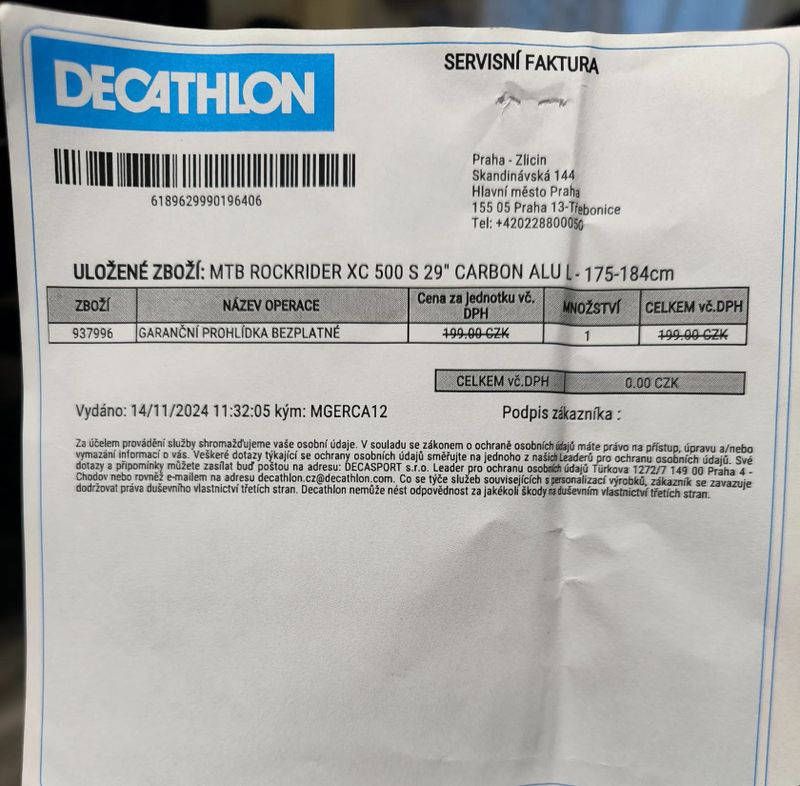 DECATHLON
SERVISNÍ FAKTURA
6189629990196406
Praha - Zlicin
Skandinávská 144
Hlavní město Praha
155 05 Praha 13-Třebonice
Tel: +420228800050
ULOŽENÉ ZBOŽÍ: MTB ROCKRIDER XC 500 S 29" CARBON ALU L - 175-184cm
ZBOŽÍ NÁZEV OPERACE Cena za jednotku vč. DPH MNOŽSTVÍ CELKEM vč.DPH
937996 GARANČNÍ PROHLÍDKA BEZPLATNÉ 199.00 CZK 1 199.00 CZK
CELKEM vč.DPH 0.00 CZK
Vydáno: 14/11/2024 11:32:05 kým: MGERCA12 Podpis zákazníka :
Za účelem provádění služby shromažďujeme vaše osobní údaje. V souladu se zákonem o ochraně osobních údajů máte právo na přístup, úpravu a/nebo
vymazání informací o vás. Veškeré dotazy týkající se ochrany osobních údajů směřujte na jednoho z našich Leaderů pro ochranu osobních údajů. Své
dotazy a připomínky můžete zasílat buď poštou na adresu: DECASPORT s.r.o. Leader pro ochranu osobních údajů Türkova 1272/7 149 00 Praha 4 -
Chodov nebo rovněž e-mailem na adresu decathlon.cz@decathlon.com. Co se týče služeb souvisejících s personalizací výrobků, zákazník se zavazuje
dodržovat práva duševního vlastnictví třetích stran. Decathlon nemůže nést odpovědnost za jakékoli škody na duševním vlastnictví třetích stran.